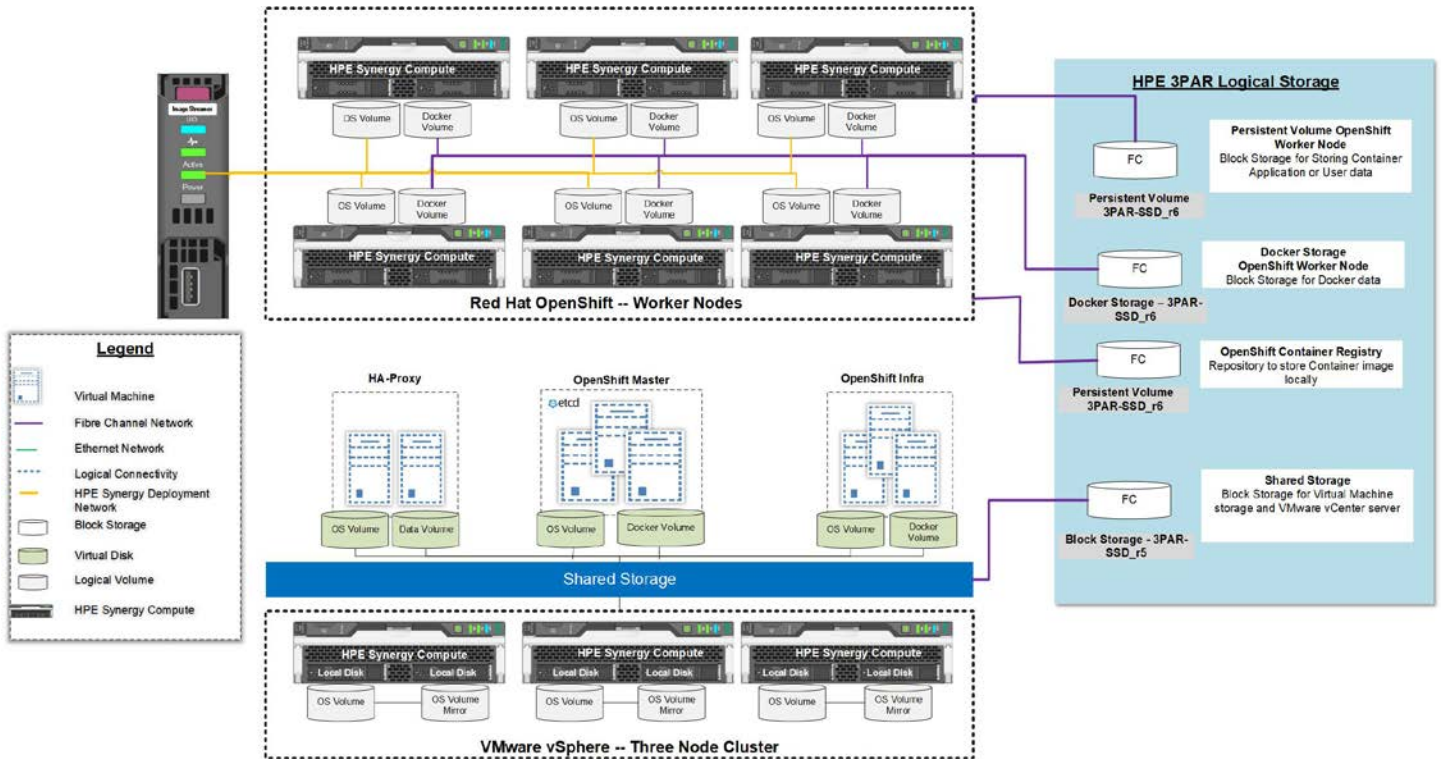 HPE Synergy Compute
HPE Synergy Compute
HPE Synergy Compute
OS Volume
Docker
Volume
OS Volume
Docker
Volume
OS Volume
Docker
Volume
OS Volume
Docker
Volume
OS Volume
Docker
Volume
OS Volume
Docker
Volume
HPE Synergy Compute
HPE Synergy Compute
HPE Synergy Compute
Red Hat OpenShift -- Worker Nodes
Image Streamer
UID
Active
Power
HPE 3PAR Logical Storage
FC
Persistent Volume
3PAR-SSD_r6
Persistent Volume OpenShift
Worker Node
Block Storage for Storing Container
Application or User data
FC
Docker Storage – 3PAR-
SSD_r6
Docker Storage
OpenShift Worker Node
Block Storage for Docker data
FC
Persistent Volume
3PAR-SSD_r6
OpenShift Container Registry
Repository to store Container image
locally
FC
Block Storage - 3PAR-
SSD_r5
Shared Storage
Block Storage for Virtual Machine
storage and VMware vCenter server
Legend
Virtual Machine
Fibre Channel Network
Ethernet Network
Logical Connectivity
HPE Synergy Deployment
Network
Block Storage
Virtual Disk
Logical Volume
HPE Synergy Compute
HA-Proxy
OS Volume
Data Volume
OpenShift Master
etcd
OS Volume
Docker Volume
OpenShift Infra
OS Volume
Docker
Volume
Shared Storage
HPE Synergy Compute
Local Disk
Local Disk
HPE Synergy Compute
Local Disk
Local Disk
HPE Synergy Compute
Local Disk
Local Disk
OS Volume
OS Volume
Mirror
OS Volume
OS Volume
Mirror
OS Volume
OS Volume
Mirror
VMware vSphere -- Three Node Cluster